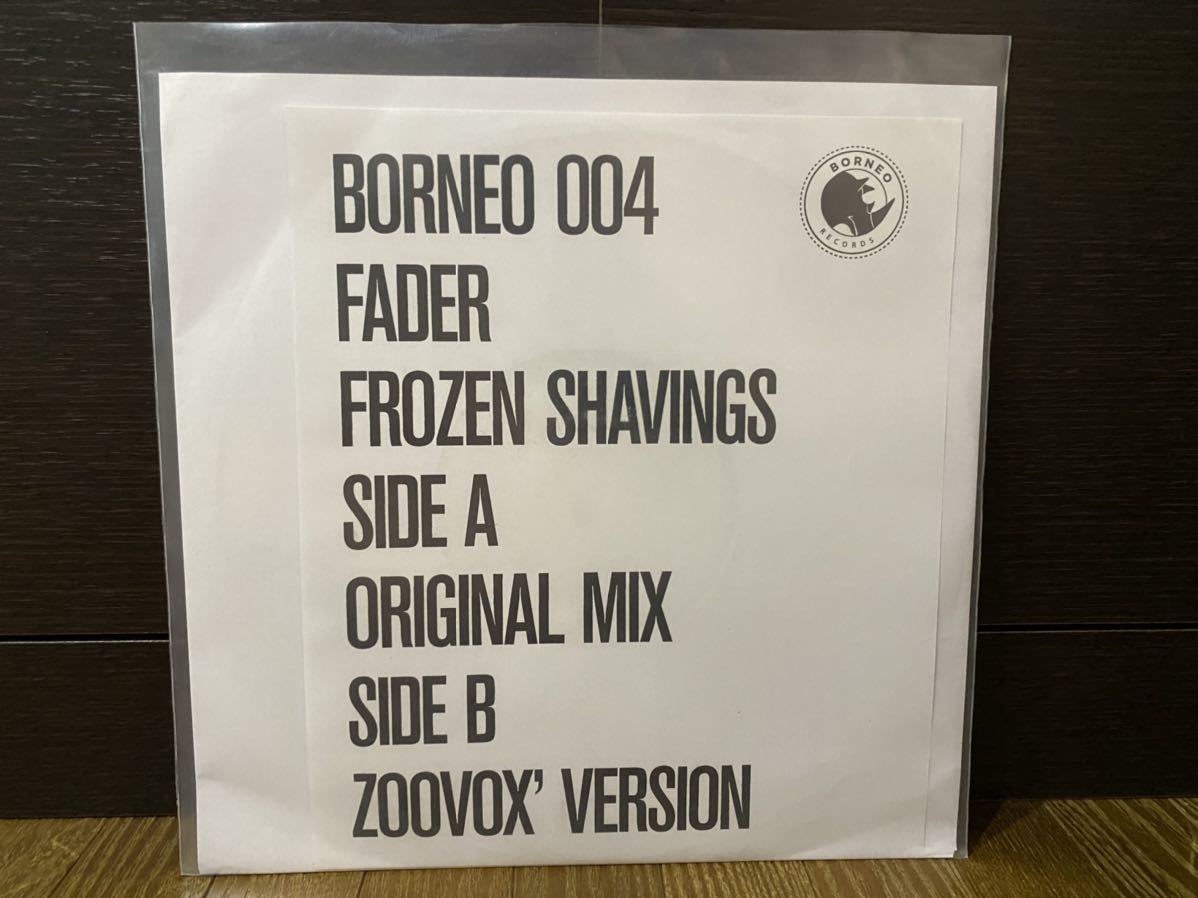 BORNEO 004
BORNEO
RECORDS
FADER
FROZEN SHAVINGS
SIDE A
ORIGINAL MIX
SIDE B
ZOOVOX' VERSION